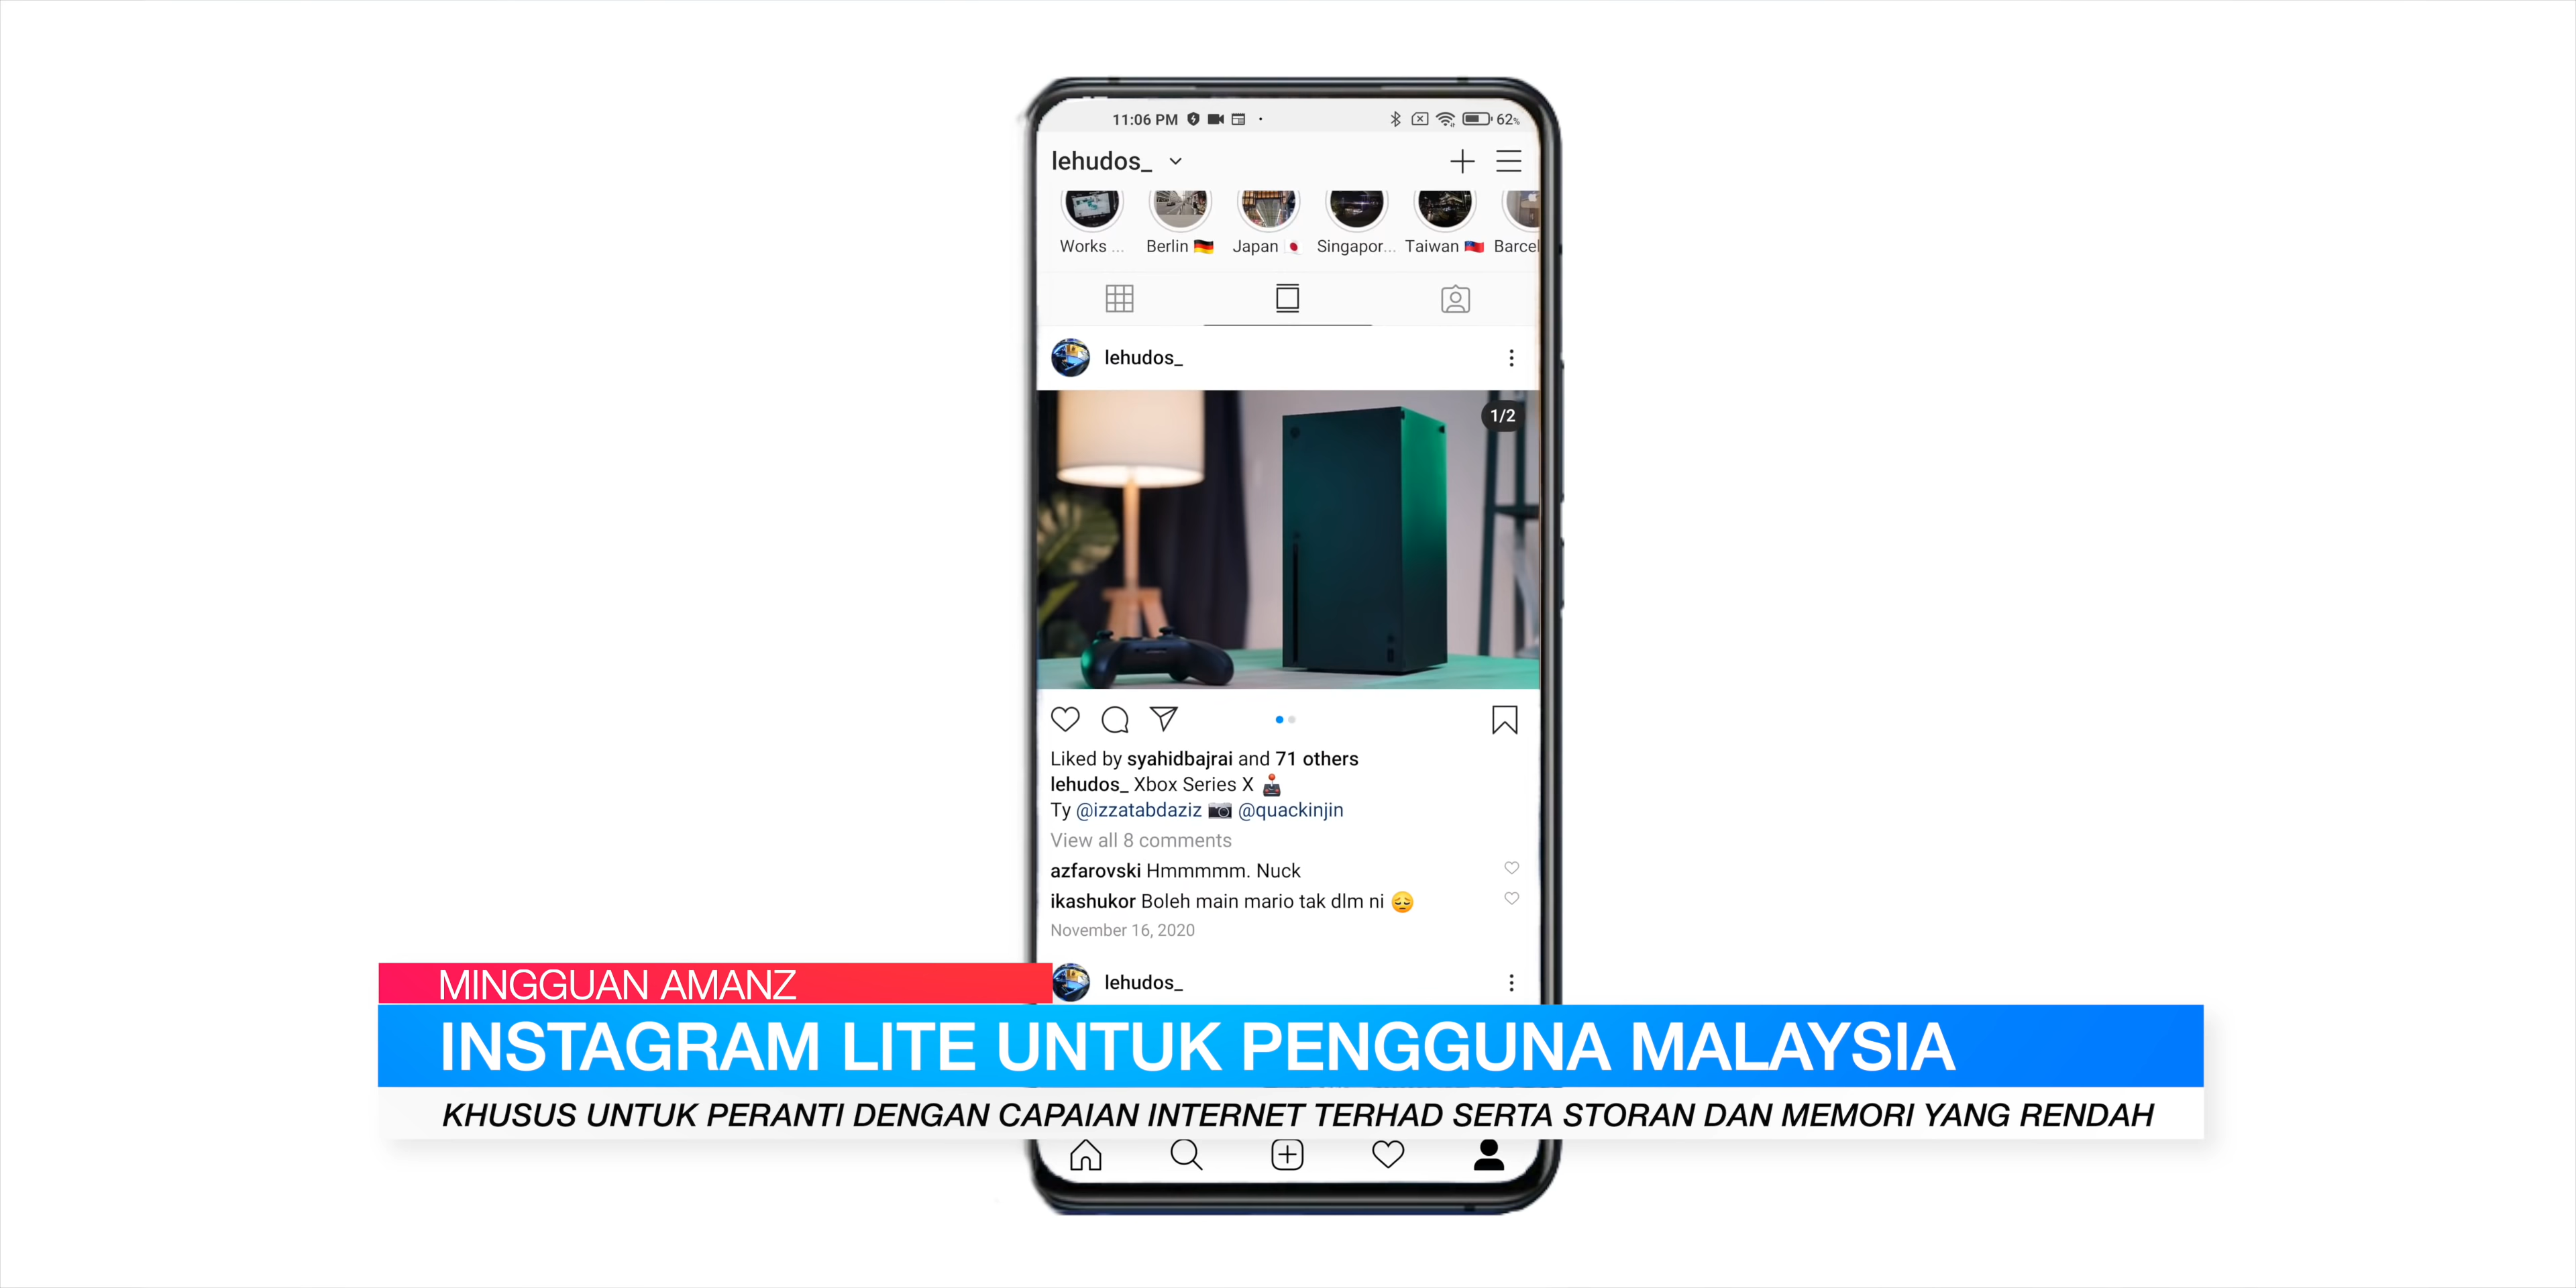 11:06 PM
62%
lehudos_
Works ...
Berlin 🇩🇪
Japan 🇯🇵
Singapor...
Taiwan 🇹🇼
Barcel
lehudos_
1/2
Liked by syahidbajrai and 71 others
lehudos_ Xbox Series X 🕹️
Ty @izzatabdaziz 📷 @quackinjin
View all 8 comments
azfarovski Hmmmmm. Nuck
ikashukor Boleh main mario tak dlm ni 😔
November 16, 2020
lehudos_
MINGGUAN AMANZ
INSTAGRAM LITE UNTUK PENGGUNA MALAYSIA
KHUSUS UNTUK PERANTI DENGAN CAPAIAN INTERNET TERHAD SERTA STORAN DAN MEMORI YANG RENDAH